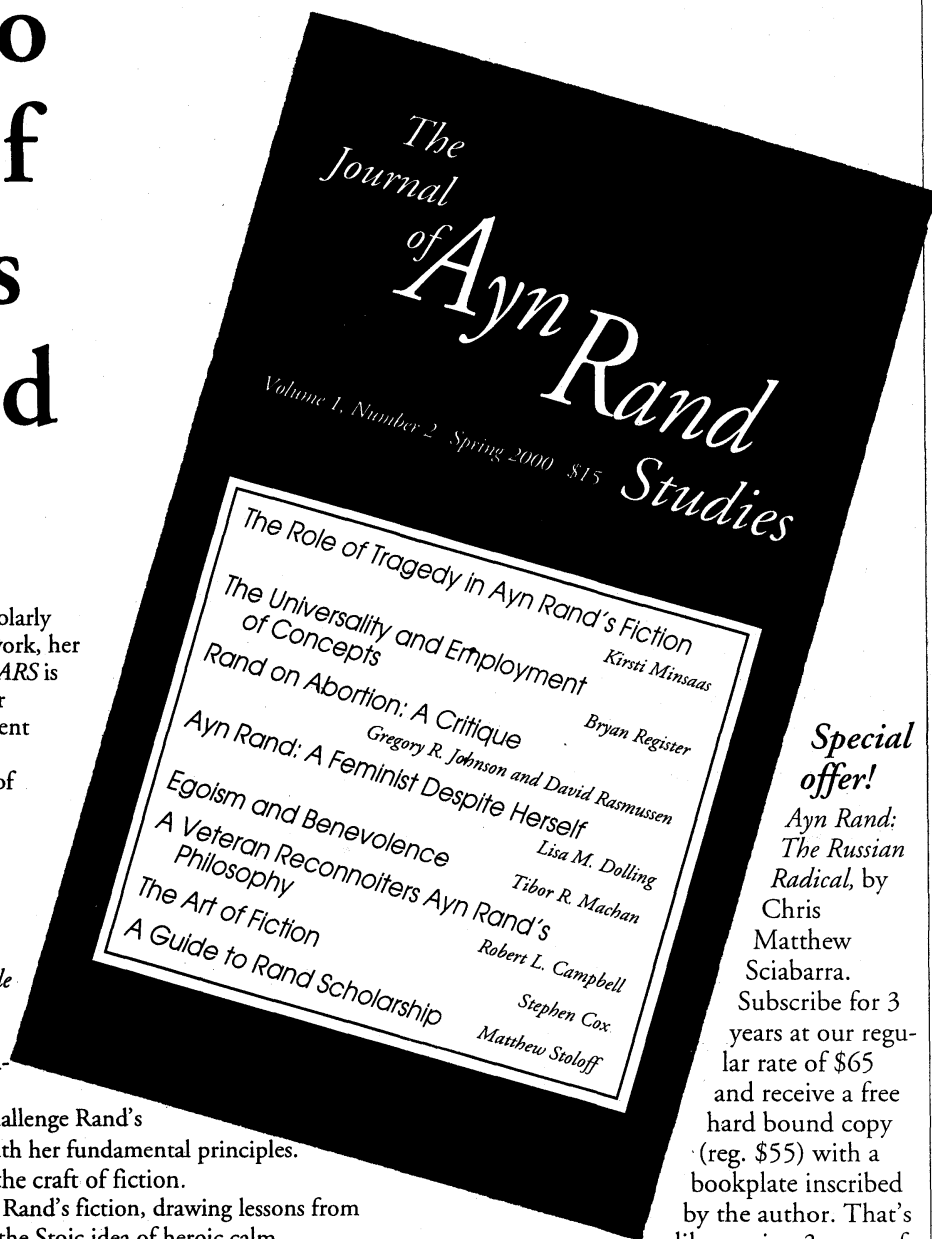 o
f
s
d
The
Journal
of Ayn Rand
Studies
Volume 1, Number 2 Spring 2000 $15
The Role of Tragedy in Ayn Rand's Fiction
Kirsti Minsaas
The Universality and Employment
of Concepts
Bryan Register
Rand on Abortion: A Critique
Gregory R. Johnson and David Rasmussen
Ayn Rand: A Feminist Despite Herself
Lisa M. Dolling
Egoism and Benevolence
Tibor R. Machan
A Veteran Reconnoiters Ayn Rand's
Philosophy
Robert L. Campbell
The Art of Fiction
Stephen Cox
A Guide to Rand Scholarship
Matthew Stoloff
olarly
work, her
ARS is
r
ent
of
le
-
allenge Rand's
th her fundamental principles.
the craft of fiction.
Rand's fiction, drawing lessons from
the Stoic idea of heroic calm
Special
offer!
Ayn Rand:
The Russian
Radical, by
Chris
Matthew
Sciabarra.
Subscribe for 3
years at our regu-
lar rate of $65
and receive a free
hard bound copy
(reg. $55) with a
bookplate inscribed
by the author. That's